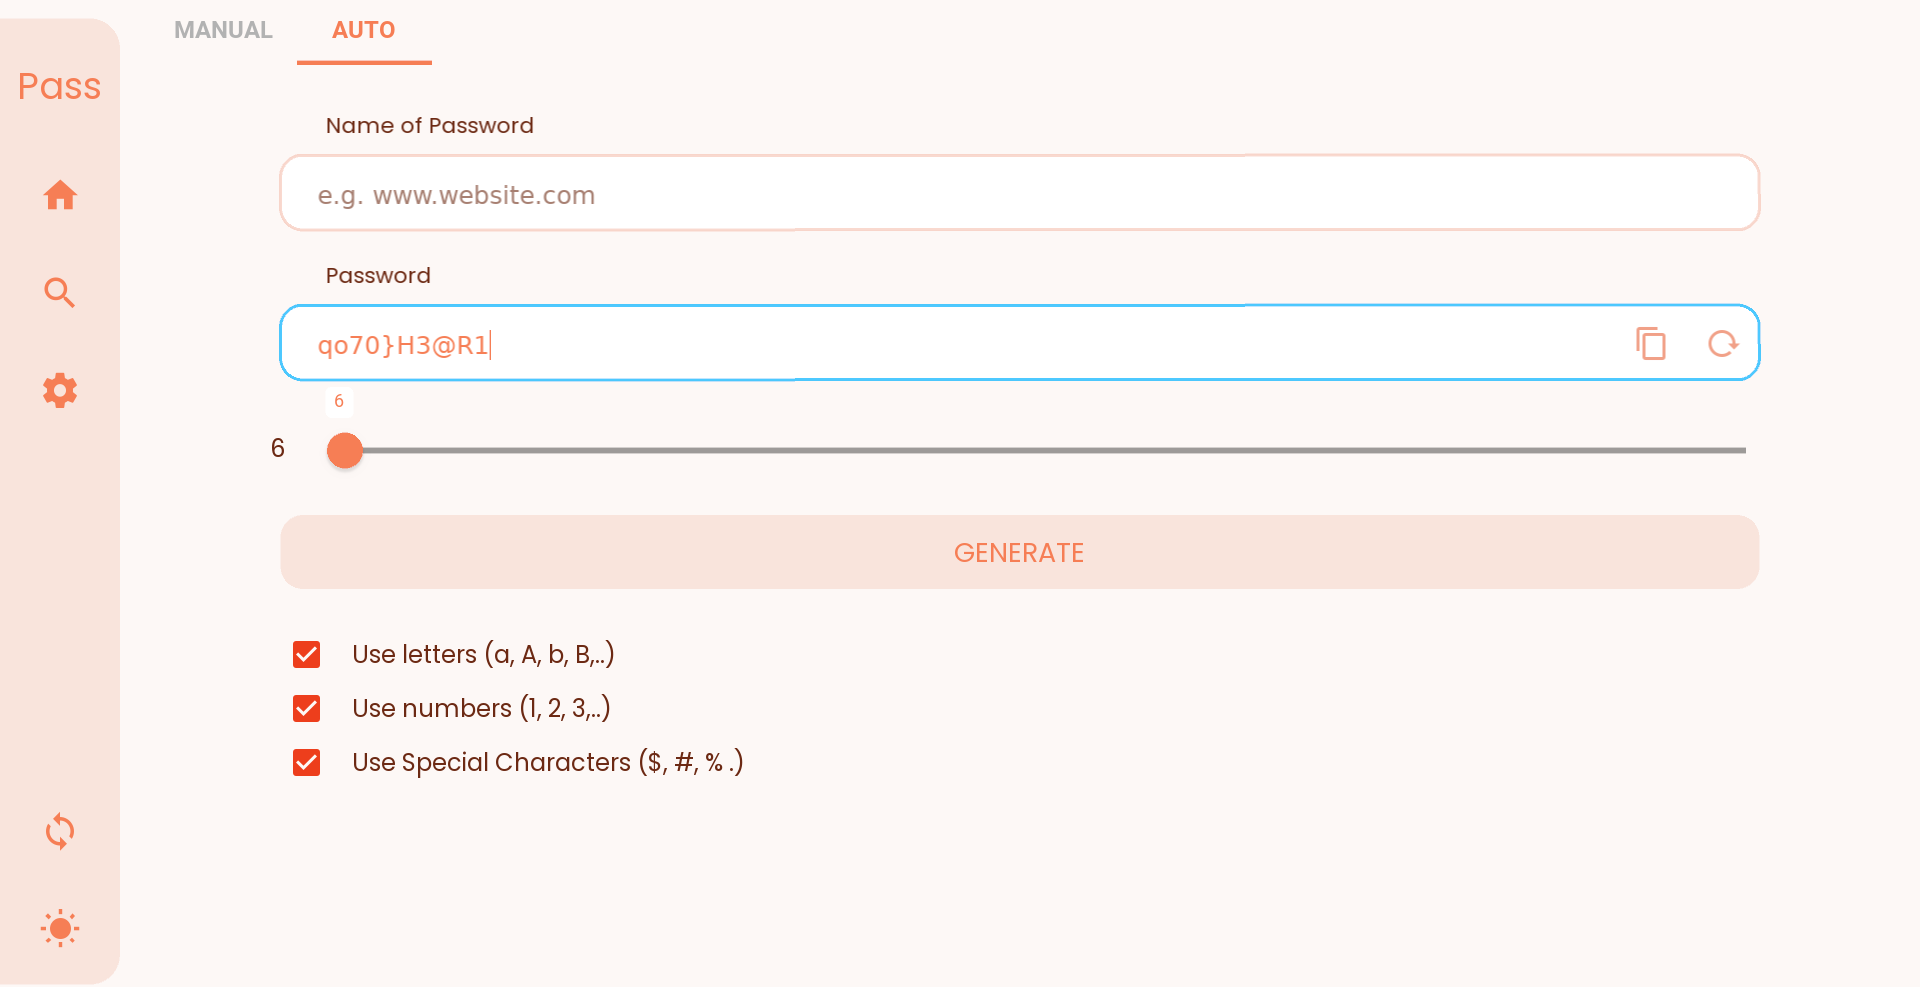 MANUAL AUTO
Pass
Name of Password
e.g. www.website.com
Password
qo70}H3@R1
6
6
GENERATE
Use letters (a, A, b, B,..)
Use numbers (1, 2, 3,..)
Use Special Characters ($, #, % .)